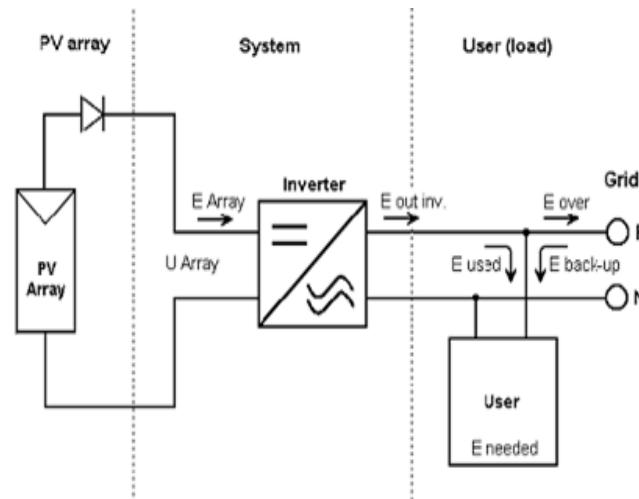 PV array
System
User (load)
Inverter
Grid
E Array
E out inv.
E over
U Array
E used
E back-up
PV
Array
N
User
E needed